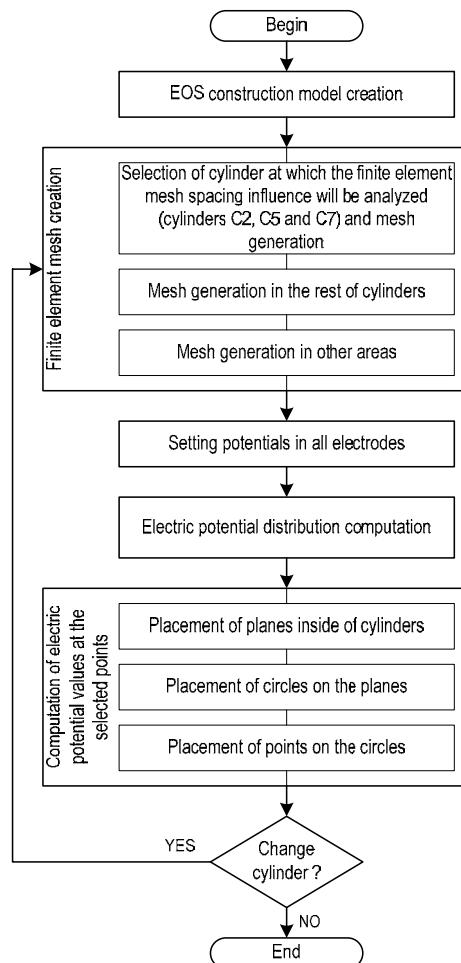 Begin
EOS construction model creation
Finite element mesh creation
Selection of cylinder at which the finite element
mesh spacing influence will be analyzed
(cylinders C2, C5 and C7) and mesh
generation
Mesh generation in the rest of cylinders
Mesh generation in other areas
Setting potentials in all electrodes
Electric potential distribution computation
Computation of electric
potential values at the
selected points
Placement of planes inside of cylinders
Placement of circles on the planes
Placement of points on the circles
YES
Change
cylinder ?
NO
End